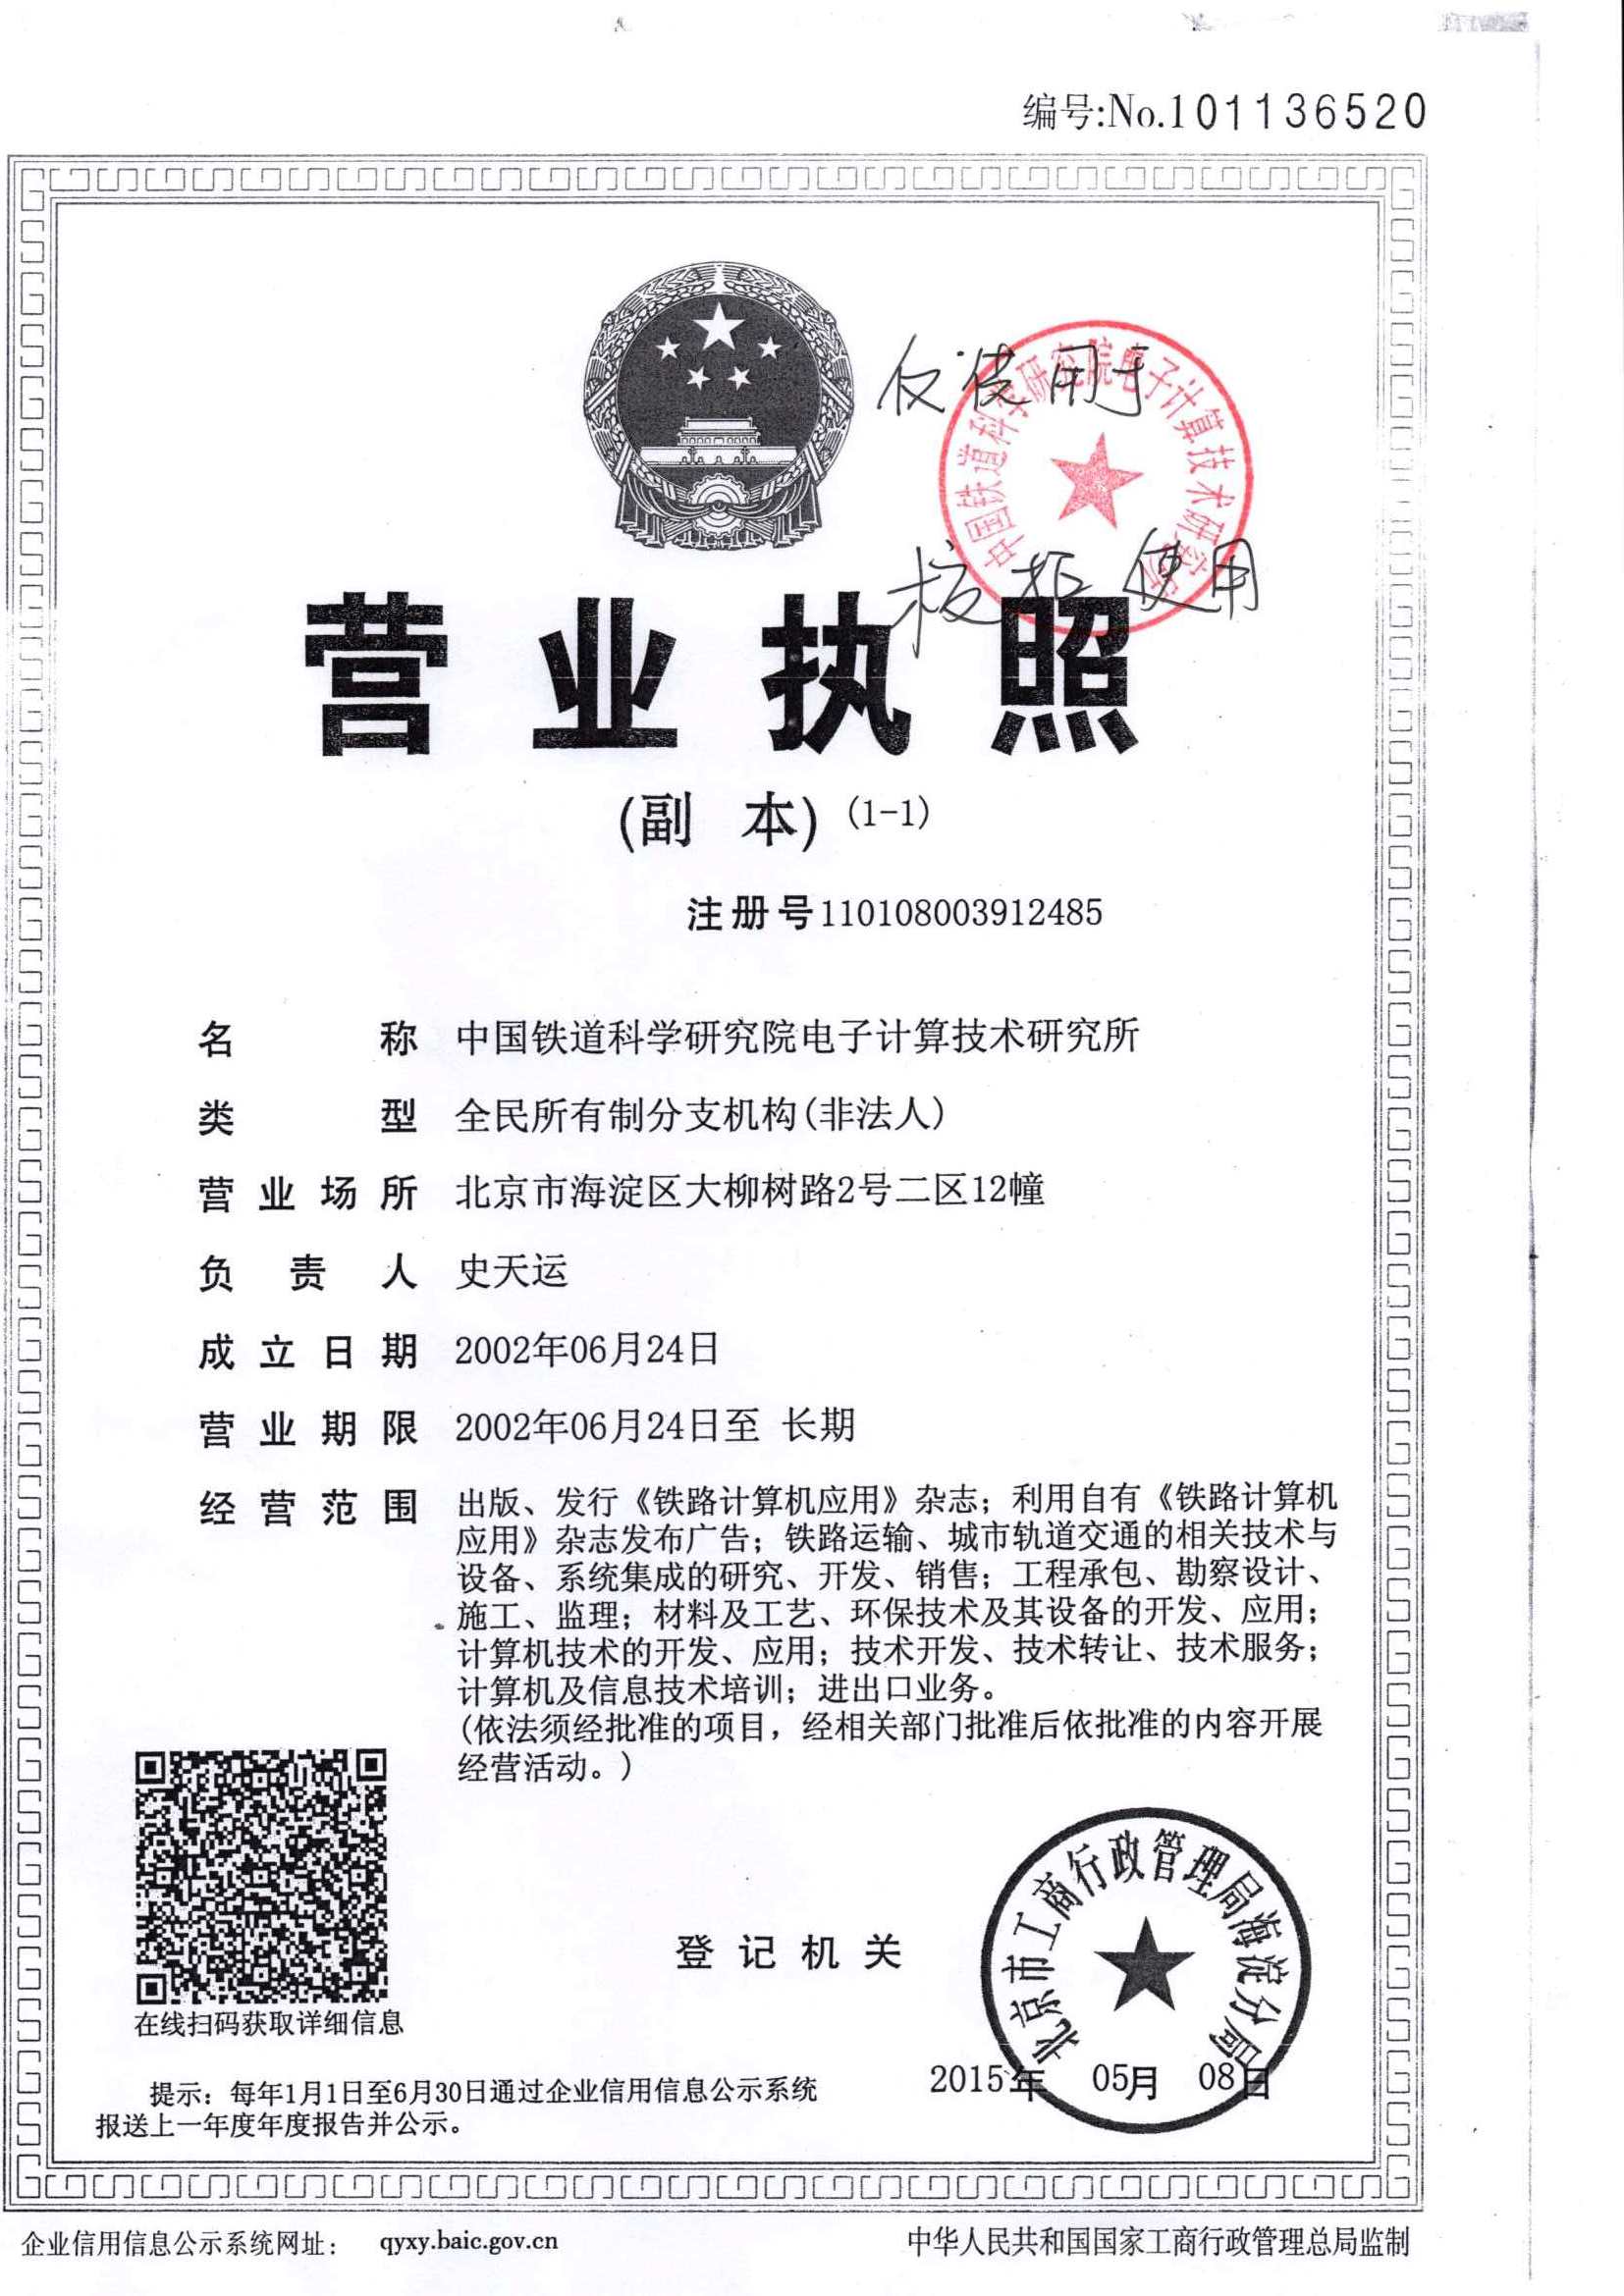 编号:No.101136520
仅使用于
中国铁道科学研究院电子计算技术研究所
使用
营业执照
(副 本) (1-1)
注册号110108003912485
名称 中国铁道科学研究院电子计算技术研究所
类型 全民所有制分支机构(非法人)
营业场所 北京市海淀区大柳树路2号二区12幢
负责人 史天运
成立日期 2002年06月24日
营业期限 2002年06月24日至 长期
经营范围 出版、发行《铁路计算机应用》杂志；利用自有《铁路计算机
应用》杂志发布广告；铁路运输、城市轨道交通的相关技术与
设备、系统集成的研究、开发、销售；工程承包、勘察设计、
施工、监理；材料及工艺、环保技术及其设备的开发、应用；
计算机技术的开发、应用；技术开发、技术转让、技术服务；
计算机及信息技术培训；进出口业务。
(依法须经批准的项目，经相关部门批准后依批准的内容开展
经营活动。)
在线扫码获取详细信息
登记机关
北京市工商行政管理局海淀分局
2015年 05月 08日
提示：每年1月1日至6月30日通过企业信用信息公示系统
报送上一年度年度报告并公示。
企业信用信息公示系统网址： qyxy.baic.gov.cn
中华人民共和国国家工商行政管理总局监制